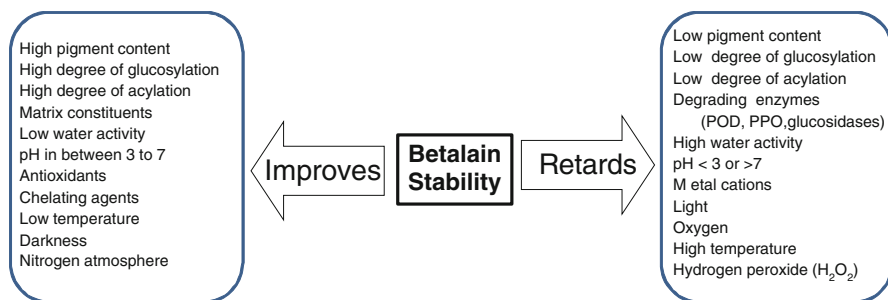 High pigment content
High degree of glucosylation
High degree of acylation
Matrix constituents
Low water activity
pH in between 3 to 7
Antioxidants
Chelating agents
Low temperature
Darkness
Nitrogen atmosphere
Improves
Betalain
Stability
Retards
Low pigment content
Low degree of glucosylation
Low degree of acylation
Degrading enzymes
(POD, PPO,glucosidases)
High water activity
pH < 3 or >7
M etal cations
Light
Oxygen
High temperature
Hydrogen peroxide (H₂O₂)